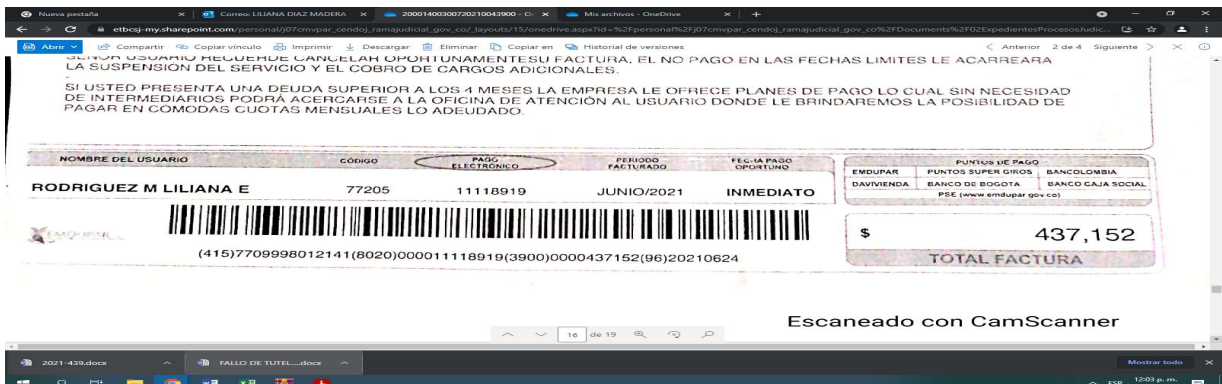 Nueva pestaña
Correo: LILIANA DIAZ MADERA
20001400300720210043900 - O
Mis archivos - OneDrive
etbcsj-my.sharepoint.com/personal/j07cmvpar_cendoj_ramajudicial_gov_co/_layouts/15/onedrive.aspx?id=%2Fpersonal%2Fj07cmvpar_cendoj_ramajudicial_gov_co%2FDocuments%2F02ExpedientesProcesosJudic...
Abrir Compartir Copiar vínculo Imprimir Descargar Eliminar Copiar en Historial de versiones Anterior 2 de 4 Siguiente
SEÑOR USUARIO RECUERDE CANCELAR OPORTUNAMENTESU FACTURA, EL NO PAGO EN LAS FECHAS LIMITES LE ACARREARA
LA SUSPENSION DEL SERVICIO Y EL COBRO DE CARGOS ADICIONALES.
SI USTED PRESENTA UNA DEUDA SUPERIOR A LOS 4 MESES LA EMPRESA LE OFRECE PLANES DE PAGO LO CUAL SIN NECESIDAD
DE INTERMEDIARIOS PODRÁ ACERCARSE A LA OFICINA DE ATENCIÓN AL USUARIO DONDE LE BRINDAREMOS LA POSIBILIDAD DE
PAGAR EN COMODAS CUOTAS MENSUALES LO ADEUDADO.
NOMBRE DEL USUARIO CÓDIGO PAGO ELECTRÓNICO PERIODO FACTURADO FECHA PAGO OPORTUNO
RODRIGUEZ M LILIANA E 77205 11118919 JUNIO/2021 INMEDIATO
PUNTOS DE PAGO
EMDUPAR PUNTOS SUPER GIROS BANCOLOMBIA
DAVIVIENDA BANCO DE BOGOTA BANCO CAJA SOCIAL
PSE (www emdupar gov co)
EMDUPAR
(415)7709998012141(8020)000011118919(3900)0000437152(96)20210624
$ 437,152
TOTAL FACTURA
Escaneado con CamScanner
16 de 19
2021-439.docx
FALLO DE TUTEL....docx
Mostrar todo
ESP 12:03 p. m.